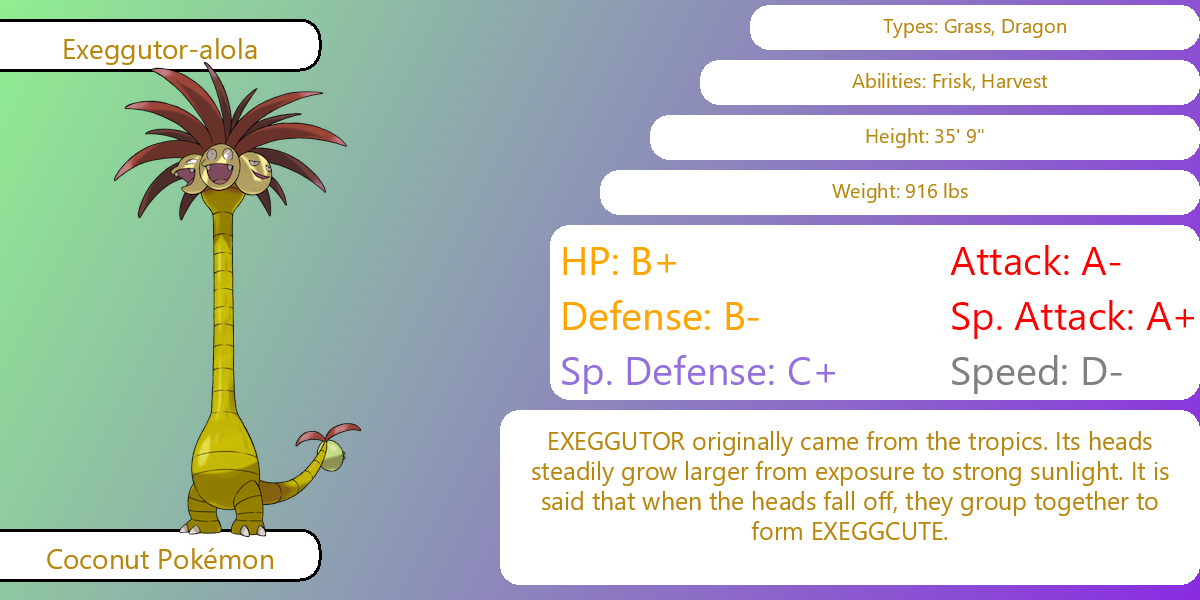 Exeggutor-alola
Types: Grass, Dragon
Abilities: Frisk, Harvest
Height: 35' 9"
Weight: 916 lbs
HP: B+
Attack: A-
Defense: B-
Sp. Attack: A+
Sp. Defense: C+
Speed: D-
EXEGGUTOR originally came from the tropics. Its heads
steadily grow larger from exposure to strong sunlight. It is
said that when the heads fall off, they group together to
form EXEGGCUTE.
Coconut Pokémon